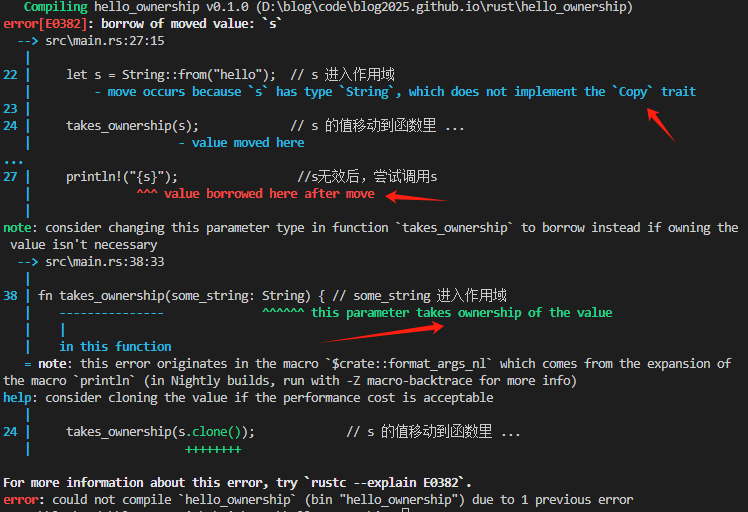 Compiling hello_ownership v0.1.0 (D:\blog\code\blog2025.github.io\rust\hello_ownership)
error[E0382]: borrow of moved value: `s`
  --> src\main.rs:27:15
   |
22 |     let s = String::from("hello");  // s 进入作用域
   |         - move occurs because `s` has type `String`, which does not implement the `Copy` trait
23 |
24 |     takes_ownership(s);             // s 的值移动到函数里 ...
   |                     - value moved here
...
27 |     println!("{s}");                //s无效后，尝试调用s
   |               ^^^ value borrowed here after move
   |
note: consider changing this parameter type in function `takes_ownership` to borrow instead if owning the
 value isn't necessary
  --> src\main.rs:38:33
   |
38 | fn takes_ownership(some_string: String) { // some_string 进入作用域
   |    ---------------              ^^^^^^ this parameter takes ownership of the value
   |    |
   |    in this function
   = note: this error originates in the macro `$crate::format_args_nl` which comes from the expansion of
the macro `println` (in Nightly builds, run with -Z macro-backtrace for more info)
help: consider cloning the value if the performance cost is acceptable
   |
24 |     takes_ownership(s.clone());             // s 的值移动到函数里 ...
   |                      ++++++++

For more information about this error, try `rustc --explain E0382`.
error: could not compile `hello_ownership` (bin "hello_ownership") due to 1 previous error